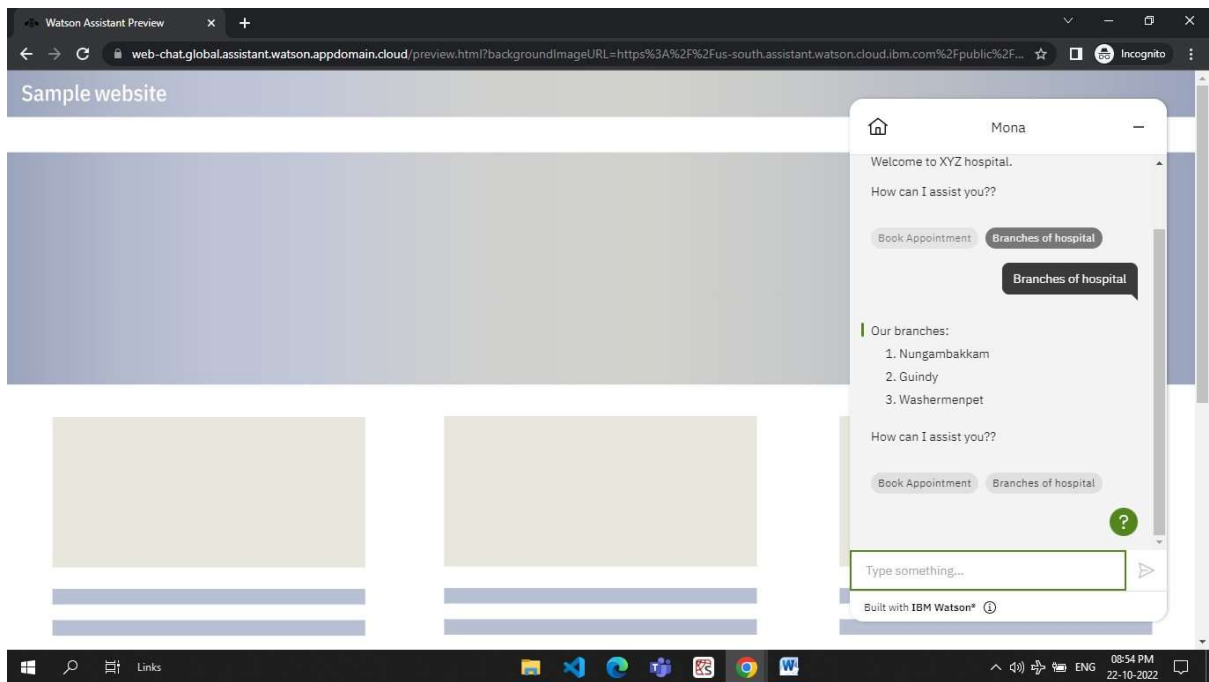 Watson Assistant Preview
web-chat.global.assistant.watson.appdomain.cloud/preview.html?backgroundImageURL=https%3A%2F%2Fus-south.assistant.watson.cloud.ibm.com%2Fpublic%2F...
Incognito
Sample website
Mona
Welcome to XYZ hospital.
How can I assist you??
Book Appointment Branches of hospital
Branches of hospital
Our branches:
1. Nungambakkam
2. Guindy
3. Washermenpet
How can I assist you??
Book Appointment Branches of hospital
?
Type something...
Built with IBM Watson®
Links
ENG
08:54 PM
22-10-2022